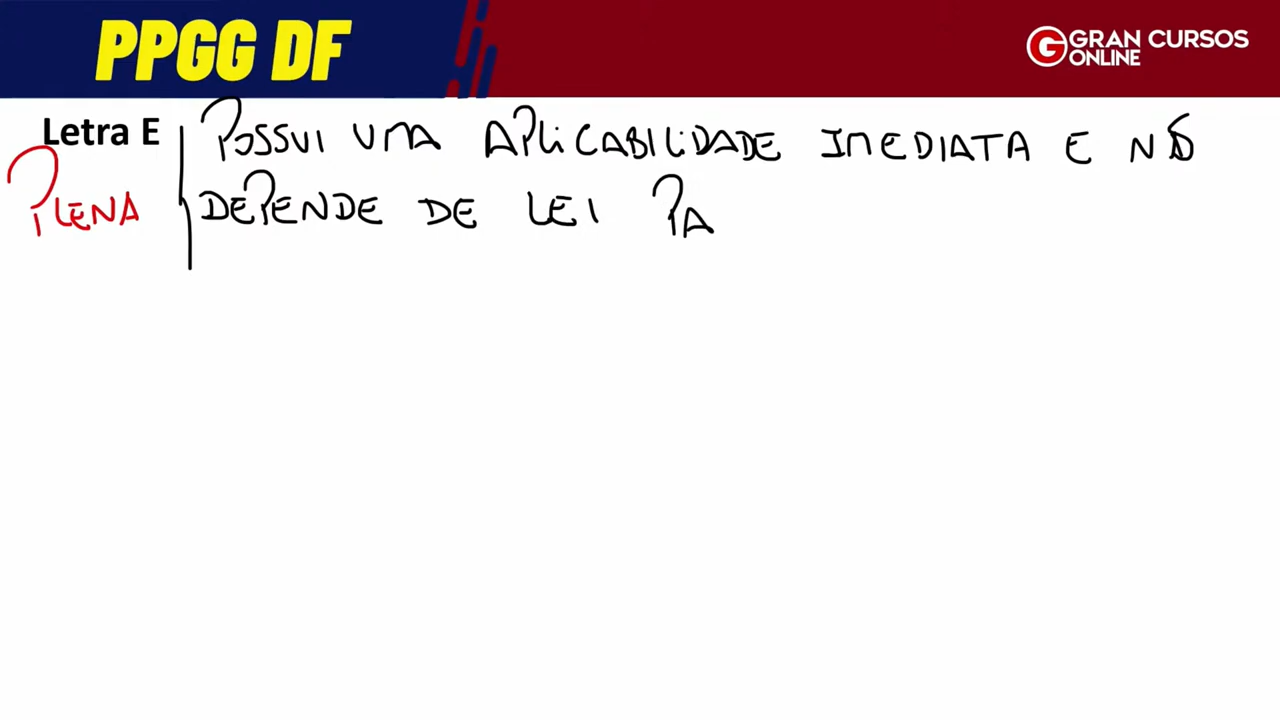 PPGG DF
GRAN CURSOS
ONLINE
Letra E
POSSUI UMA APLICABILIDADE IMEDIATA E NÃO
PLENA
DEPENDE DE LEI PA